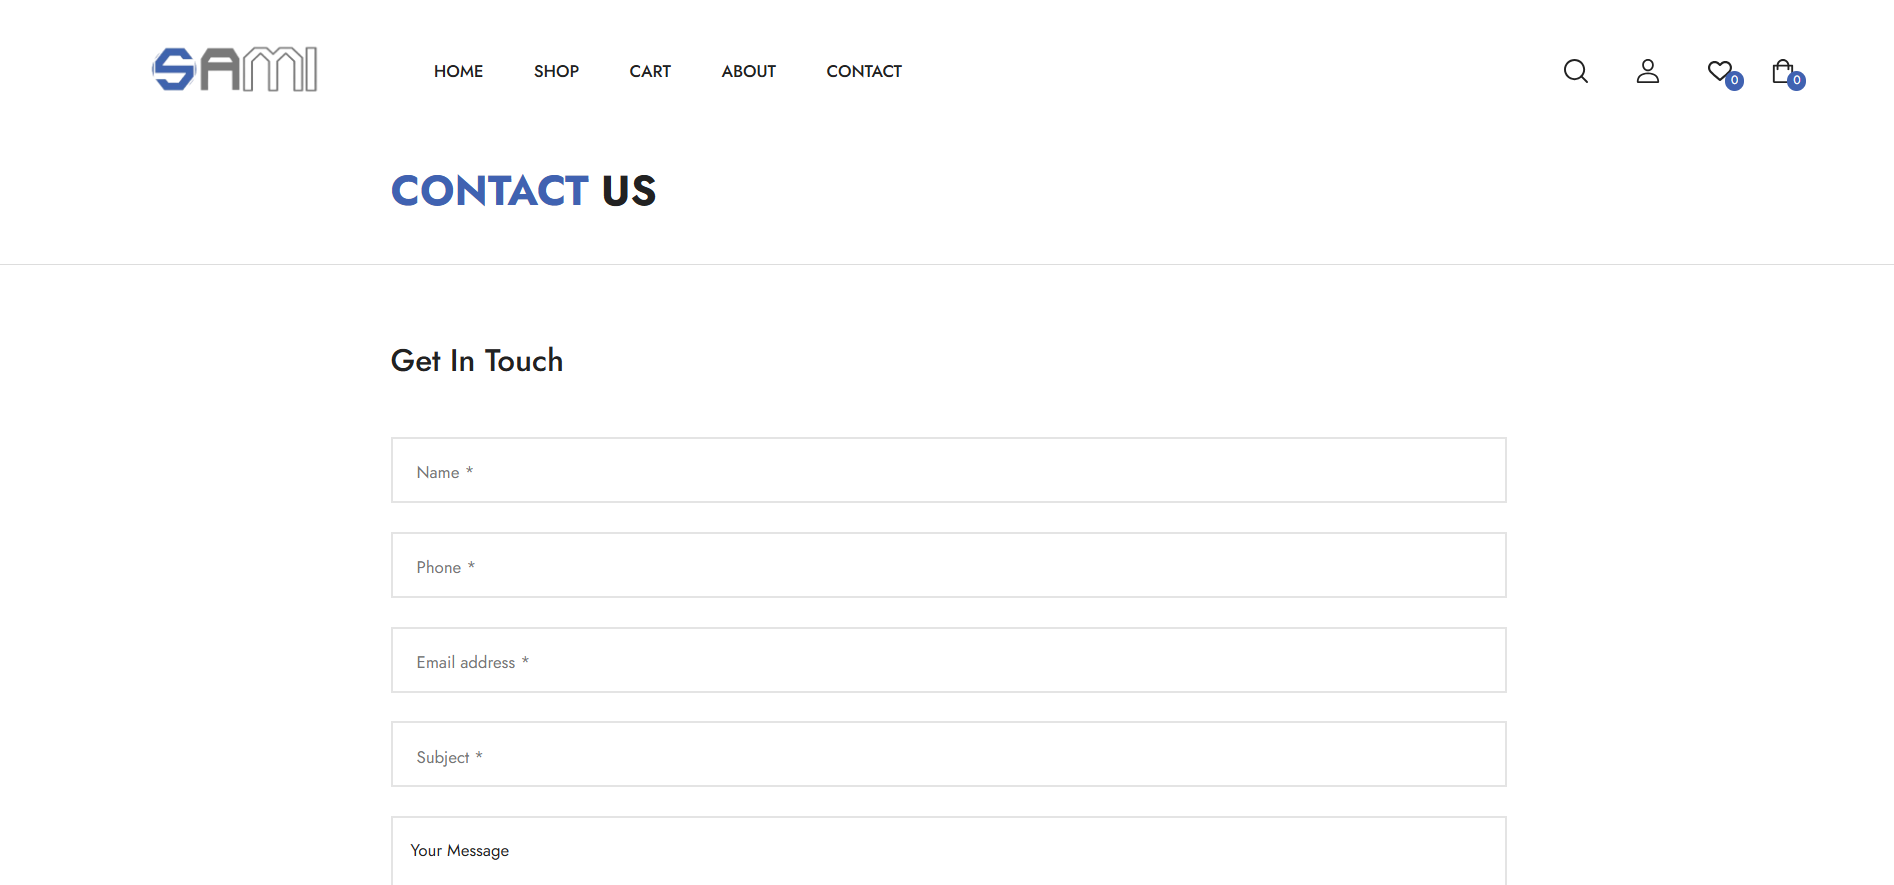 SAMI
HOME SHOP CART ABOUT CONTACT
0 0
CONTACT US
Get In Touch
Name *
Phone *
Email address *
Subject *
Your Message